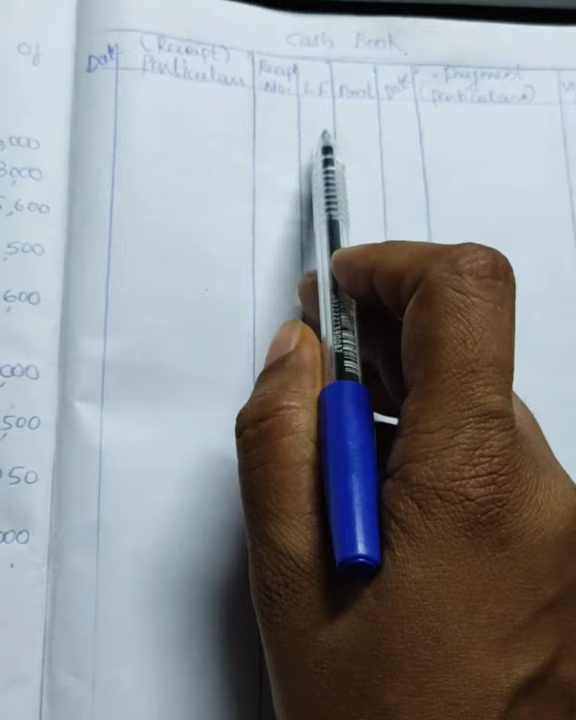 of
Cash Book
Date
(Receipt)
Particulars
Receipt
No.
L.F
Date
Payment
(particulars)
,000
3,000
5,600
,500
600
,000
,500
50
000